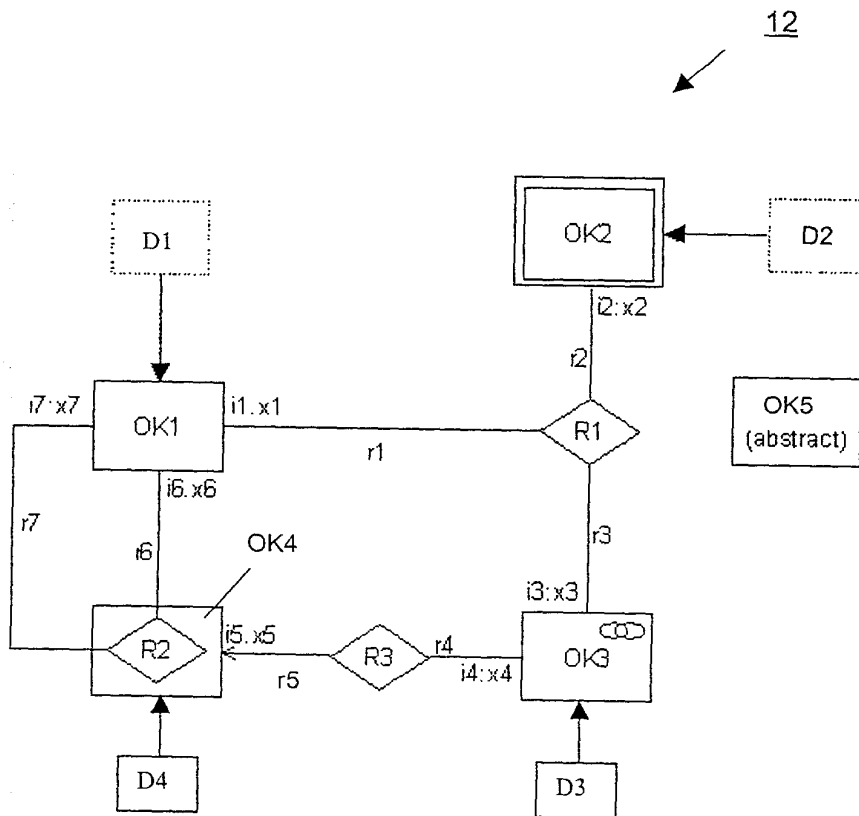 12
D1
OK2
D2
i2:x2
r2
i7:x7
OK1
i1.x1
R1
OK5
(abstract)
r1
i6.x6
r7
r3
r6
OK4
i3:x3
R2
i5.x5
R3
r4
OK3
r5
i4:x4
D4
D3